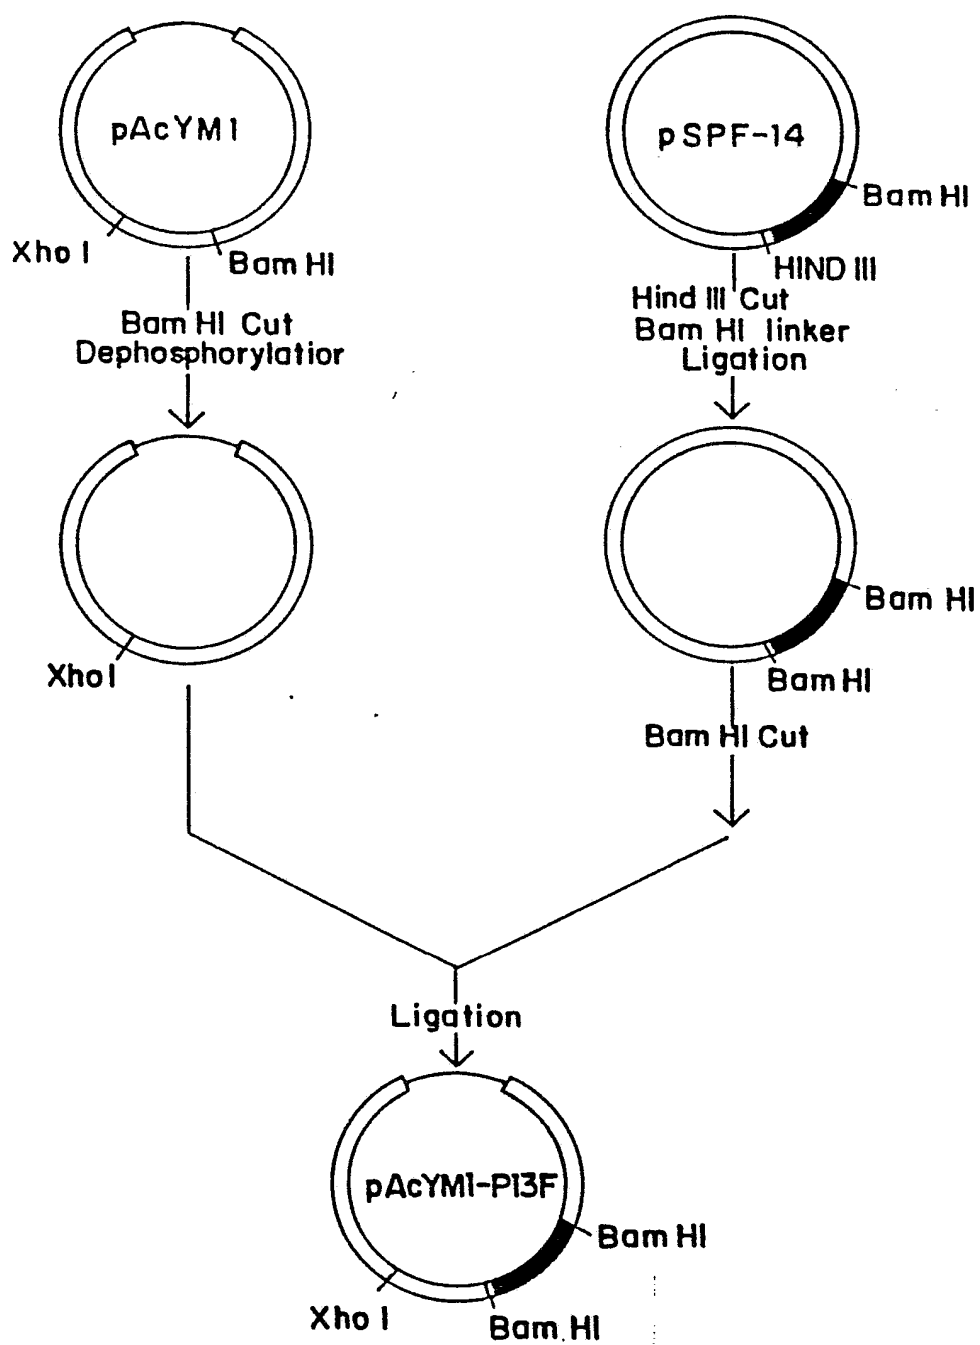 pAcYM1
pSPF-14
Bam HI
Xho I
Bam HI
HIND III
Bam HI Cut
Dephosphorylatior
Hind III Cut
Bam HI linker
Ligation
Xho I
Bam HI
Bam HI
Bam HI Cut
Ligation
pAcYM1-P13F
Bam HI
Xho I
Bam. HI